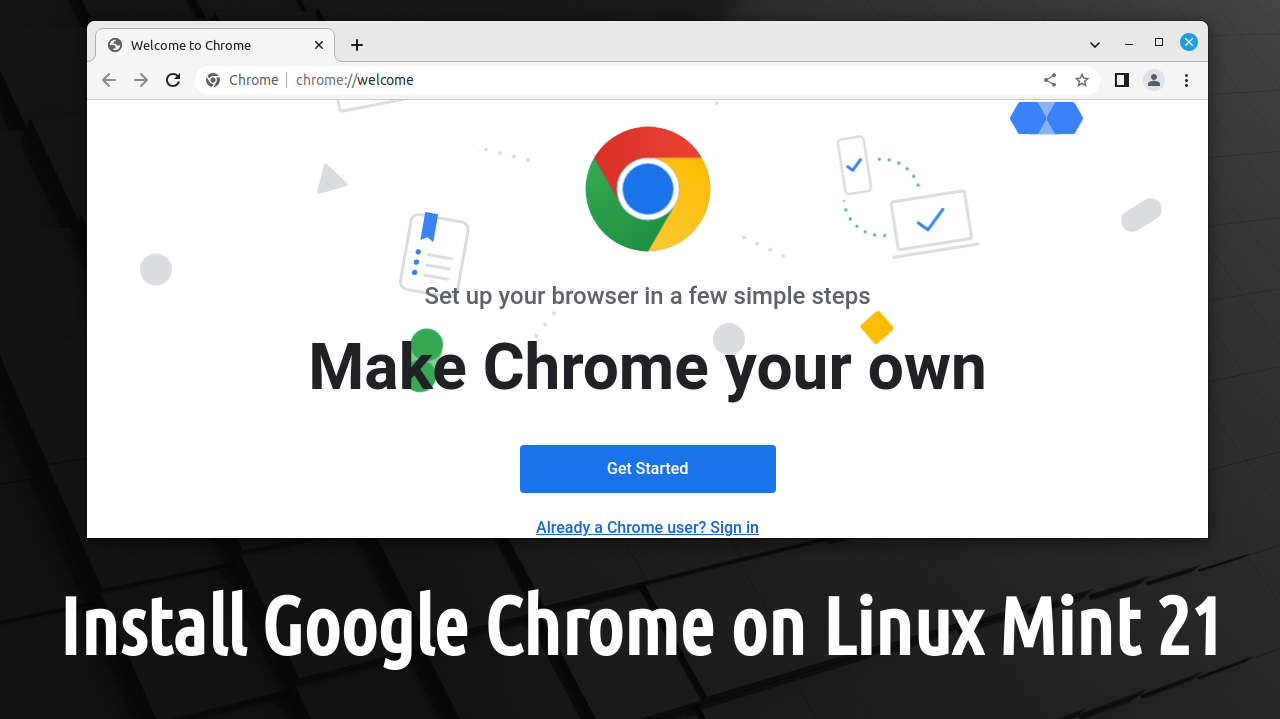 Welcome to Chrome
Chrome chrome://welcome
Set up your browser in a few simple steps
Make Chrome your own
Get Started
Already a Chrome user? Sign in
Install Google Chrome on Linux Mint 21